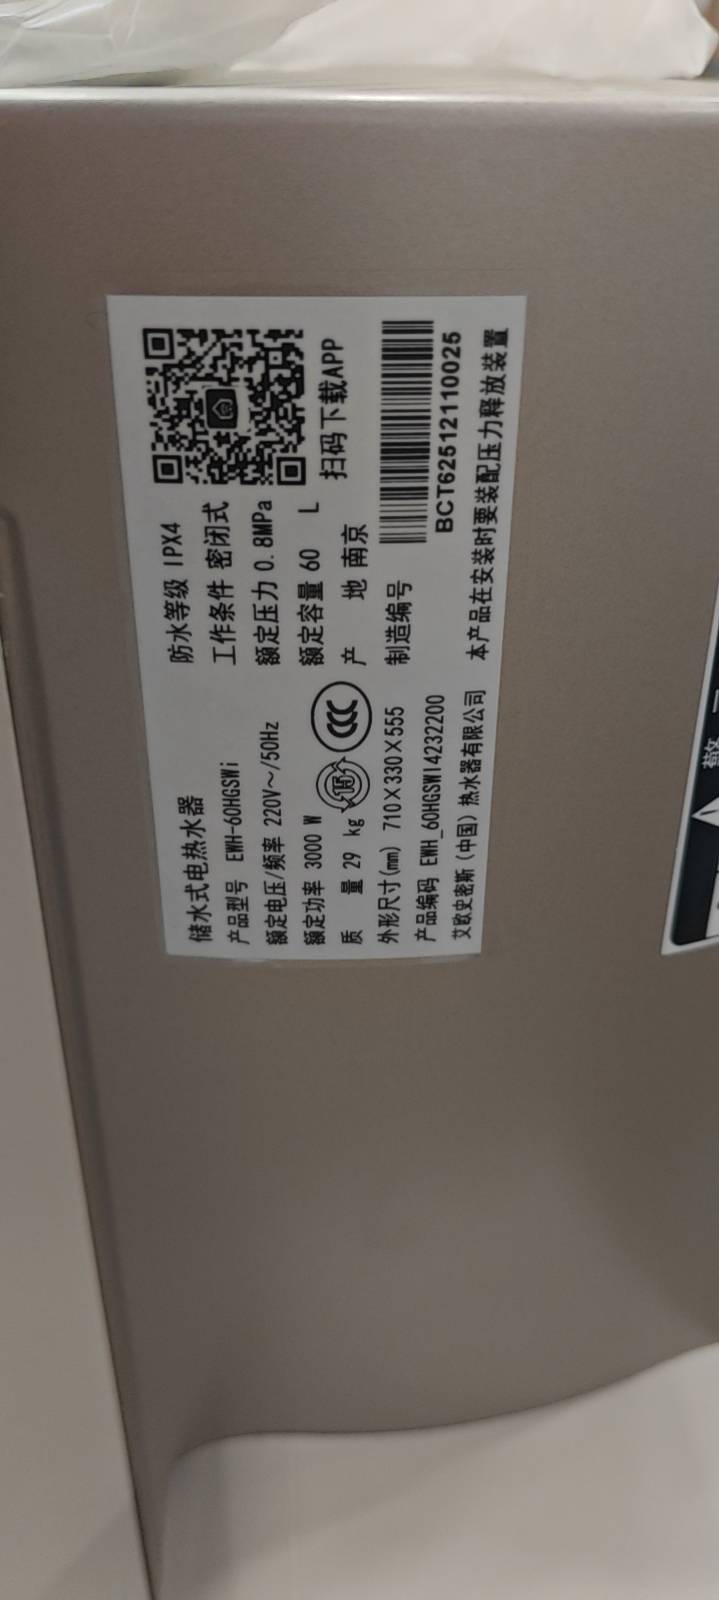 储水式电热水器
产品型号 EWH-60HGSWi
额定电压/频率 220V～/50Hz
额定功率 3000 W
质 量 29 kg
外形尺寸(mm) 710×330×555
产品编码 EWH_60HGSWI4232200
艾欧史密斯(中国)热水器有限公司
15
CCC
防水等级 IPX4
工作条件 密闭式
额定压力 0.8MPa
额定容量 60 L
产 地 南京
制造编号
BCT62512110025
本产品在安装时要装配压力释放装置
扫码下载APP
警